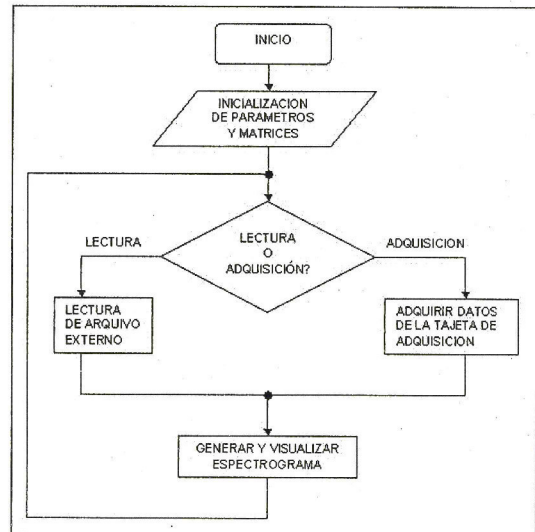 INICIO
INICIALIZACION
DE PARAMETROS
Y MATRICES
LECTURA
O
ADQUISICIÓN?
LECTURA
ADQUISICION
LECTURA
DE ARQUIVO
EXTERNO
ADQUIRIR DATOS
DE LA TAJETA DE
ADQUISICION
GENERAR Y VISUALIZAR
ESPECTROGRAMA